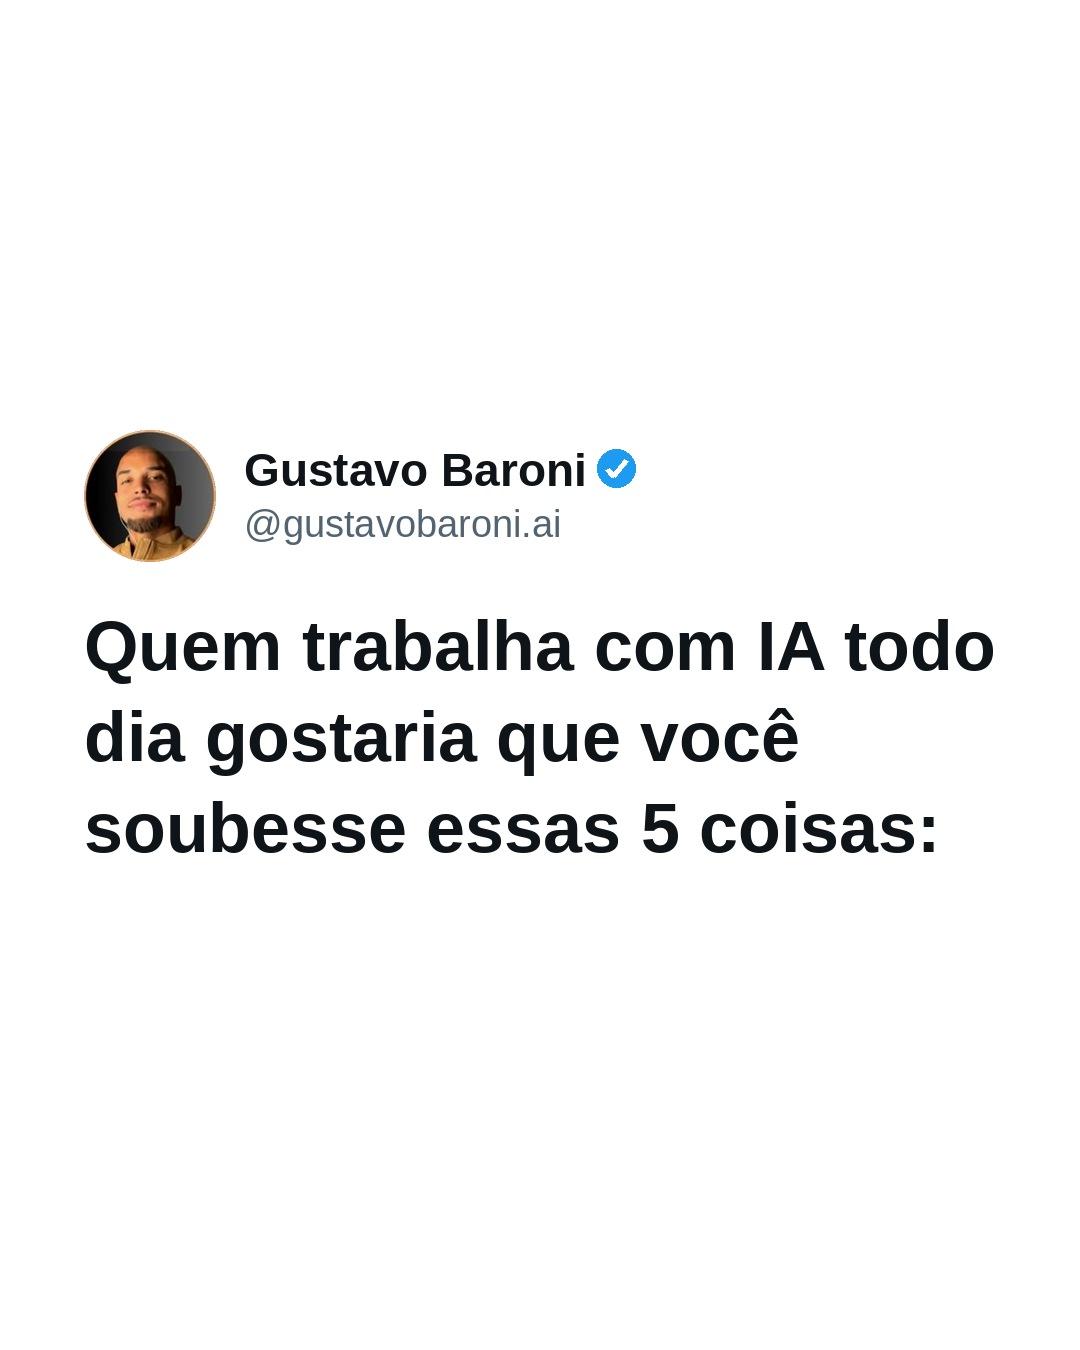 Gustavo Baroni
@gustavobaroni.ai
Quem trabalha com IA todo
dia gostaria que você
soubesse essas 5 coisas: